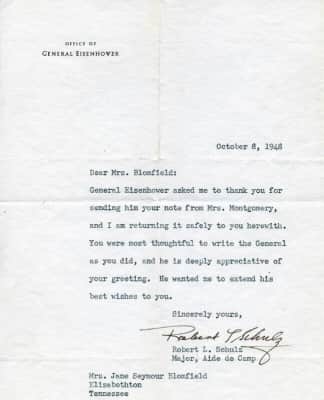 OFFICE OF
GENERAL EISENHOWER
October 8, 1948
Dear Mrs. Blomfield:
General Eisenhower asked me to thank you for
sending him your note from Mrs. Montgomery,
and I am returning it safely to you herewith.
You were most thoughtful to write the General
as you did, and he is deeply appreciative of
your greeting. He wanted me to extend his
best wishes to you.
Sincerely yours,
Robert L Schulz
Robert L. Schulz
Major, Aide de Camp
Mrs. Jane Seymour Blomfield
Elizabethton
Tennessee